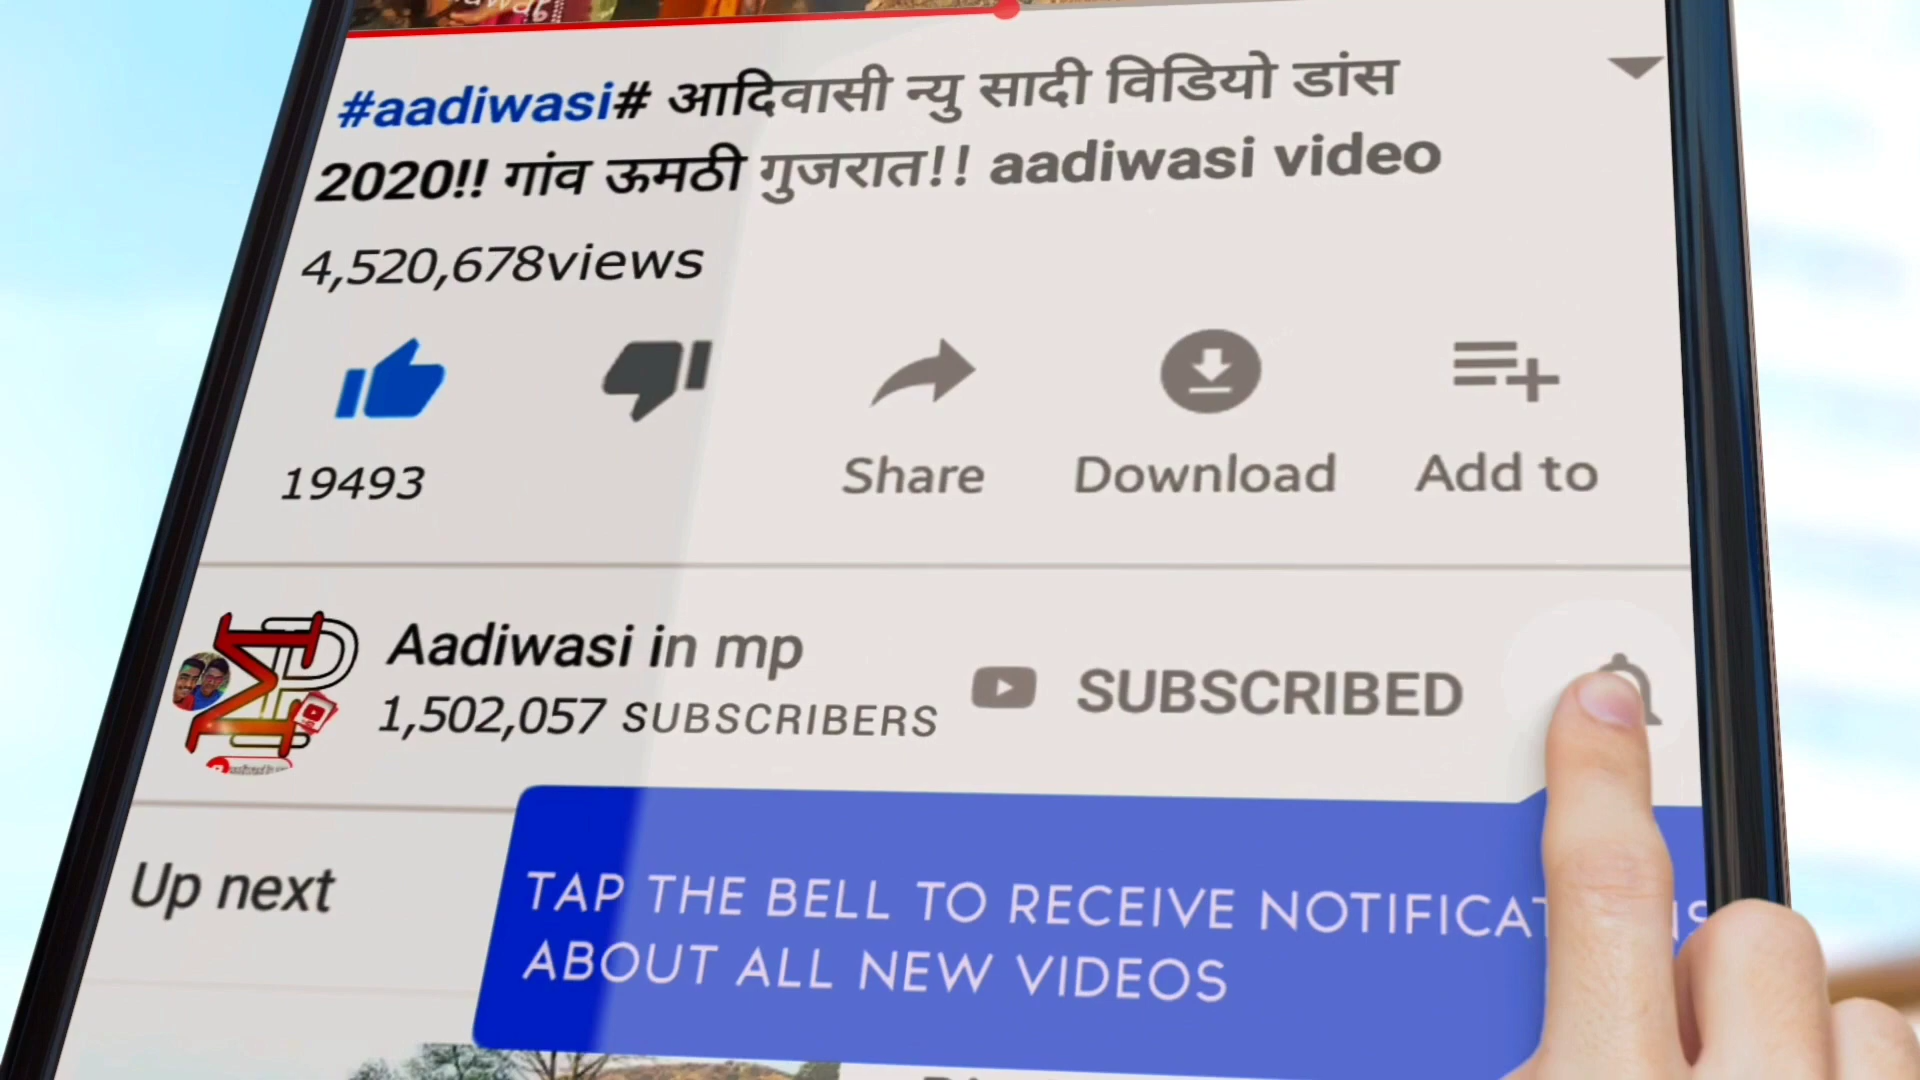 #aadiwasi# आदिवासी न्यु सादी विडियो डांस
2020!! गांव ऊमठी गुजरात!! aadiwasi video
4,520,678views
19493
Share
Download
Add to
Aadiwasi in mp
1,502,057 SUBSCRIBERS
SUBSCRIBED
TAP THE BELL TO RECEIVE
ABOUT ALL NEW VIDEOS
Up next